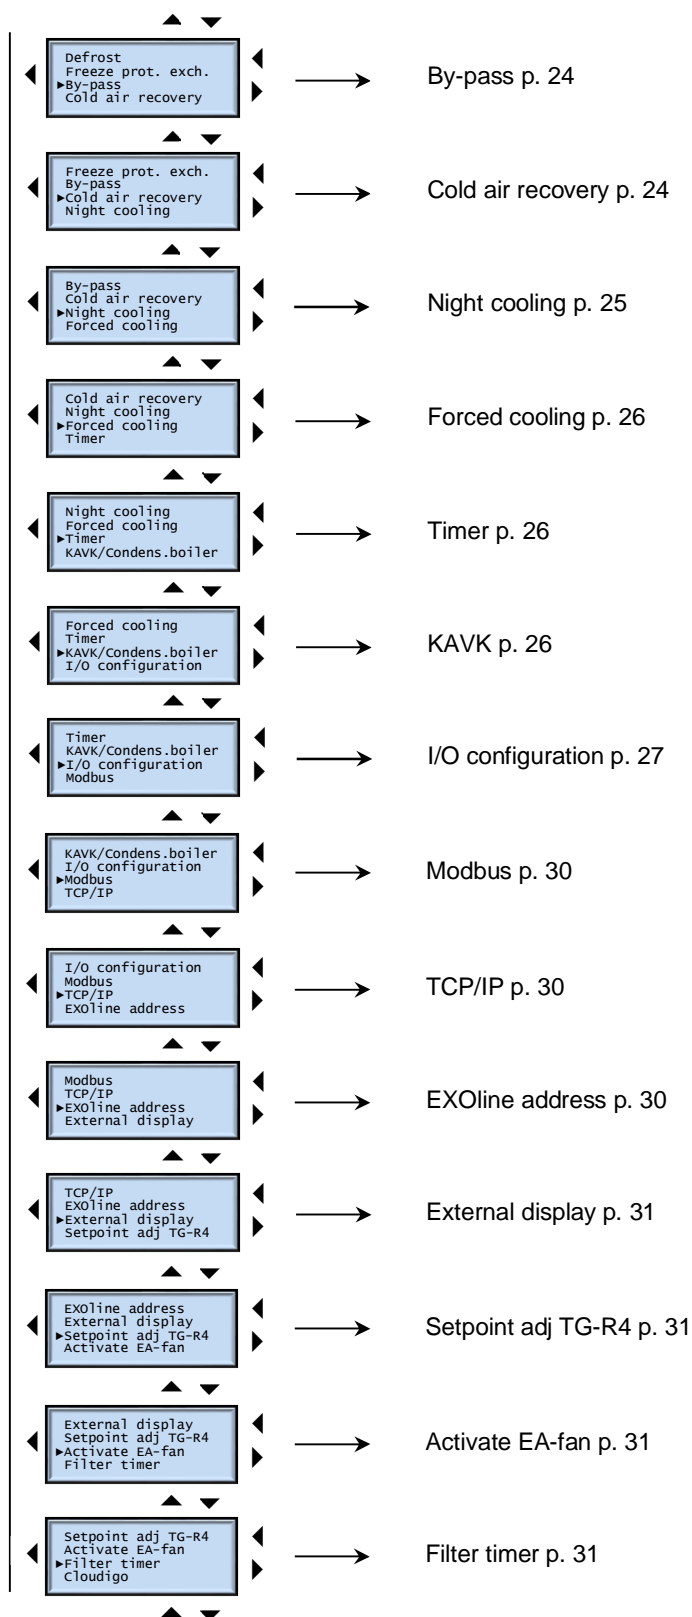 Defrost
Freeze prot. exch.
▶By-pass
Cold air recovery
By-pass p. 24
Freeze prot. exch.
By-pass
▶Cold air recovery
Night cooling
Cold air recovery p. 24
By-pass
Cold air recovery
▶Night cooling
Forced cooling
Night cooling p. 25
Cold air recovery
Night cooling
▶Forced cooling
Timer
Forced cooling p. 26
Night cooling
Forced cooling
▶Timer
KAVK/Condens.boiler
Timer p. 26
Forced cooling
Timer
▶KAVK/Condens.boiler
I/O configuration
KAVK p. 26
Timer
KAVK/Condens.boiler
▶I/O configuration
Modbus
I/O configuration p. 27
KAVK/Condens.boiler
I/O configuration
▶Modbus
TCP/IP
Modbus p. 30
I/O configuration
Modbus
▶TCP/IP
EXOline address
TCP/IP p. 30
Modbus
TCP/IP
▶EXOline address
External display
EXOline address p. 30
TCP/IP
EXOline address
▶External display
Setpoint adj TG-R4
External display p. 31
EXOline address
External display
▶Setpoint adj TG-R4
Activate EA-fan
Setpoint adj TG-R4 p. 31
External display
Setpoint adj TG-R4
▶Activate EA-fan
Filter timer
Activate EA-fan p. 31
Setpoint adj TG-R4
Activate EA-fan
▶Filter timer
Cloudigo
Filter timer p. 31